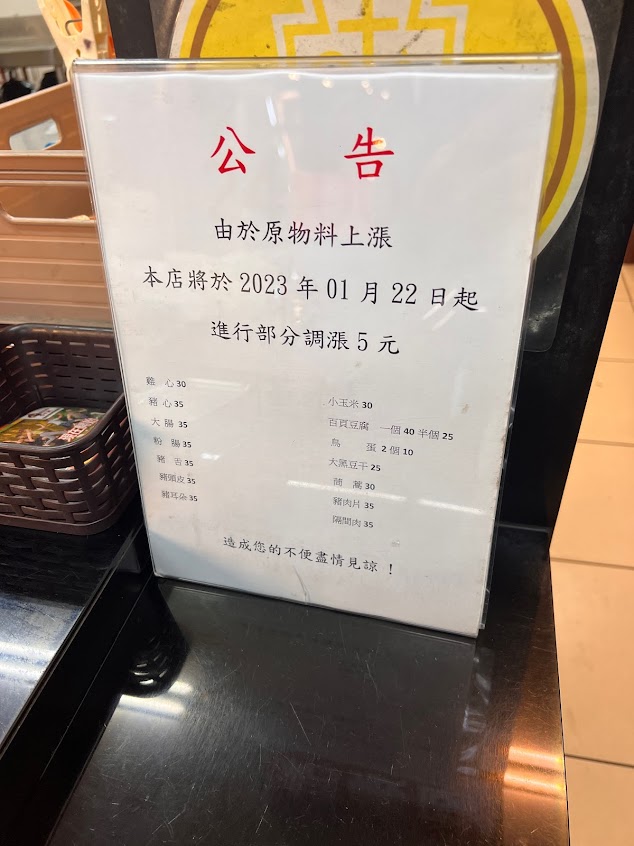 公 告
由於原物料上漲
本店將於 2023 年 01 月 22 日起
進行部分調漲 5 元
雞 心 30
豬 心 35
大 腸 35
粉 腸 35
豬 舌 35
豬頭皮 35
豬耳朵 35
小玉米 30
百頁豆腐 一個 40 半個 25
鳥 蛋 2 個 10
大黑豆干 25
茼 蒿 30
豬肉片 35
隔間肉 35
造成您的不便盡情見諒！